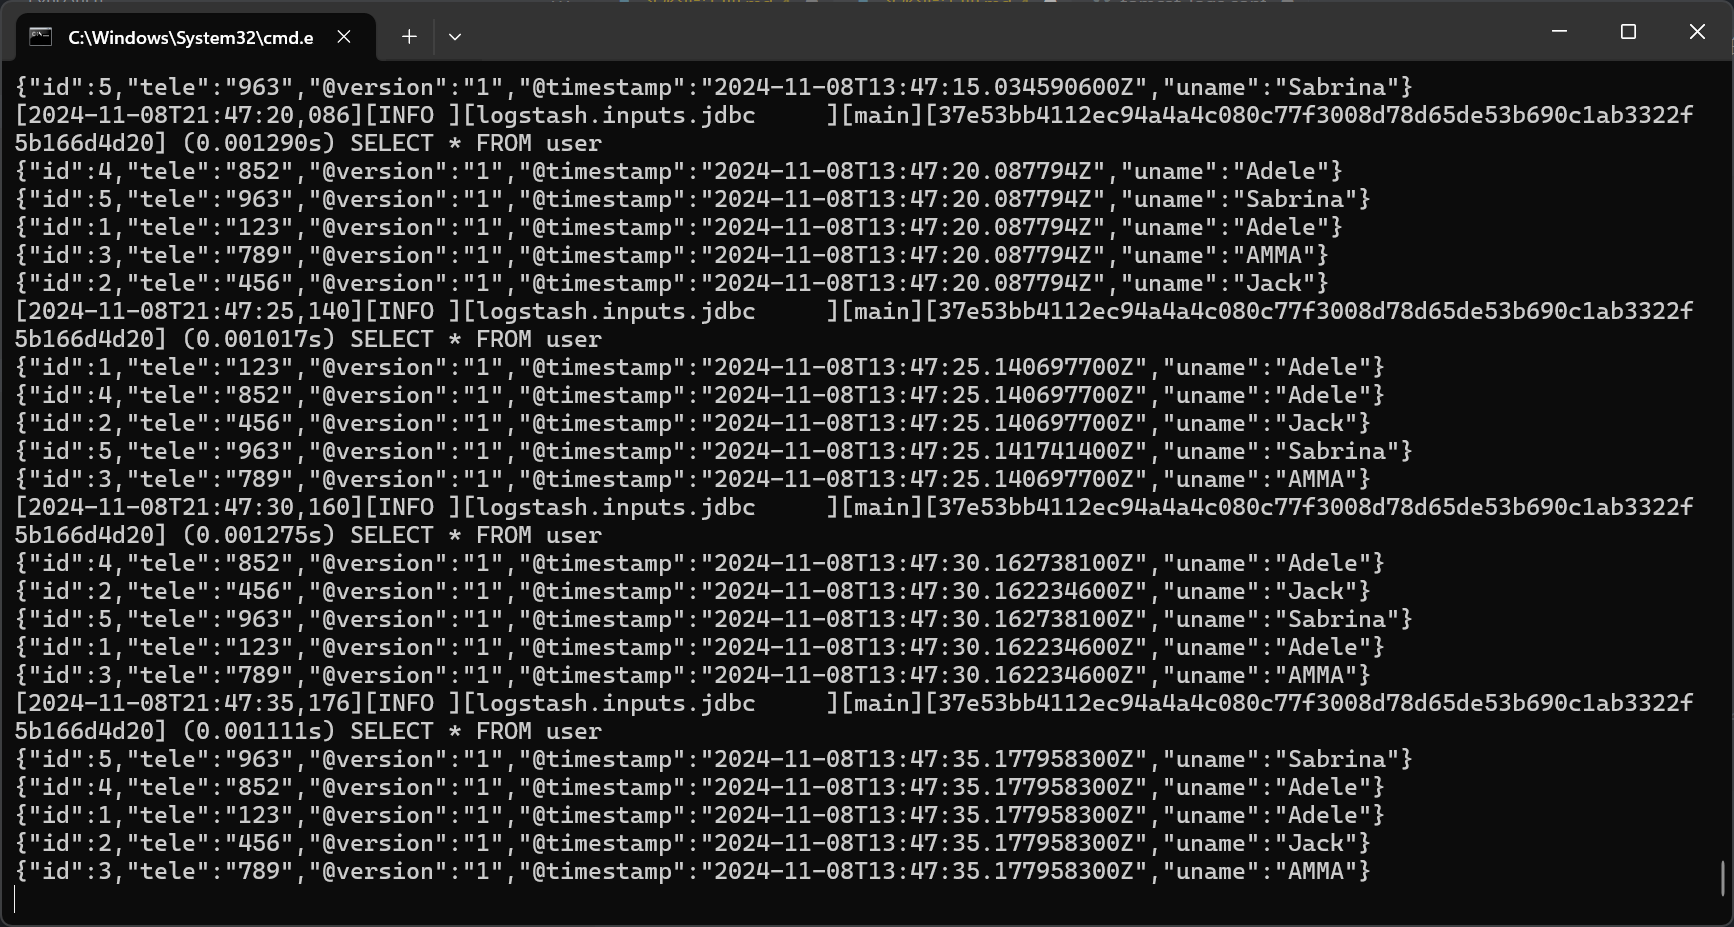 C:\Windows\System32\cmd.e
{"id":5,"tele":"963","@version":"1","@timestamp":"2024-11-08T13:47:15.034590600Z","uname":"Sabrina"}
[2024-11-08T21:47:20,086][INFO ][logstash.inputs.jdbc     ][main][37e53bb4112ec94a4a4c080c77f3008d78d65de53b690c1ab3322f
5b166d4d20] (0.001290s) SELECT * FROM user
{"id":4,"tele":"852","@version":"1","@timestamp":"2024-11-08T13:47:20.087794Z","uname":"Adele"}
{"id":5,"tele":"963","@version":"1","@timestamp":"2024-11-08T13:47:20.087794Z","uname":"Sabrina"}
{"id":1,"tele":"123","@version":"1","@timestamp":"2024-11-08T13:47:20.087794Z","uname":"Adele"}
{"id":3,"tele":"789","@version":"1","@timestamp":"2024-11-08T13:47:20.087794Z","uname":"AMMA"}
{"id":2,"tele":"456","@version":"1","@timestamp":"2024-11-08T13:47:20.087794Z","uname":"Jack"}
[2024-11-08T21:47:25,140][INFO ][logstash.inputs.jdbc     ][main][37e53bb4112ec94a4a4c080c77f3008d78d65de53b690c1ab3322f
5b166d4d20] (0.001017s) SELECT * FROM user
{"id":1,"tele":"123","@version":"1","@timestamp":"2024-11-08T13:47:25.140697700Z","uname":"Adele"}
{"id":4,"tele":"852","@version":"1","@timestamp":"2024-11-08T13:47:25.140697700Z","uname":"Adele"}
{"id":2,"tele":"456","@version":"1","@timestamp":"2024-11-08T13:47:25.140697700Z","uname":"Jack"}
{"id":5,"tele":"963","@version":"1","@timestamp":"2024-11-08T13:47:25.141741400Z","uname":"Sabrina"}
{"id":3,"tele":"789","@version":"1","@timestamp":"2024-11-08T13:47:25.140697700Z","uname":"AMMA"}
[2024-11-08T21:47:30,160][INFO ][logstash.inputs.jdbc     ][main][37e53bb4112ec94a4a4c080c77f3008d78d65de53b690c1ab3322f
5b166d4d20] (0.001275s) SELECT * FROM user
{"id":4,"tele":"852","@version":"1","@timestamp":"2024-11-08T13:47:30.162738100Z","uname":"Adele"}
{"id":2,"tele":"456","@version":"1","@timestamp":"2024-11-08T13:47:30.162234600Z","uname":"Jack"}
{"id":5,"tele":"963","@version":"1","@timestamp":"2024-11-08T13:47:30.162738100Z","uname":"Sabrina"}
{"id":1,"tele":"123","@version":"1","@timestamp":"2024-11-08T13:47:30.162234600Z","uname":"Adele"}
{"id":3,"tele":"789","@version":"1","@timestamp":"2024-11-08T13:47:30.162234600Z","uname":"AMMA"}
[2024-11-08T21:47:35,176][INFO ][logstash.inputs.jdbc     ][main][37e53bb4112ec94a4a4c080c77f3008d78d65de53b690c1ab3322f
5b166d4d20] (0.001111s) SELECT * FROM user
{"id":5,"tele":"963","@version":"1","@timestamp":"2024-11-08T13:47:35.177958300Z","uname":"Sabrina"}
{"id":4,"tele":"852","@version":"1","@timestamp":"2024-11-08T13:47:35.177958300Z","uname":"Adele"}
{"id":1,"tele":"123","@version":"1","@timestamp":"2024-11-08T13:47:35.177958300Z","uname":"Adele"}
{"id":2,"tele":"456","@version":"1","@timestamp":"2024-11-08T13:47:35.177958300Z","uname":"Jack"}
{"id":3,"tele":"789","@version":"1","@timestamp":"2024-11-08T13:47:35.177958300Z","uname":"AMMA"}